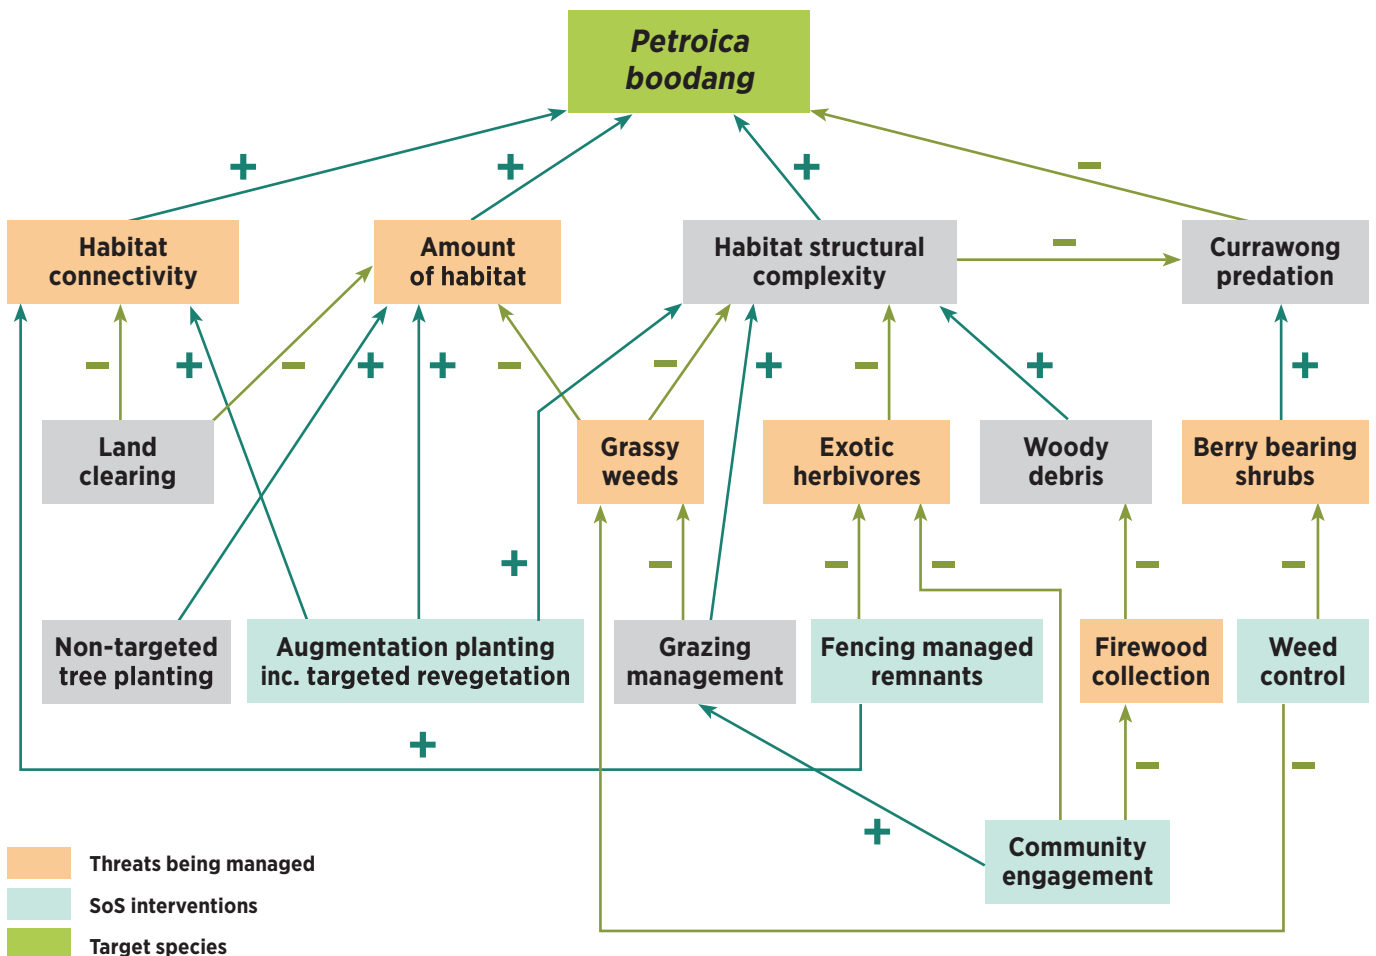 Petroica
boodang
+
+
+
−
Habitat
connectivity
Amount
of habitat
Habitat structural
complexity
−
Currawong
predation
−
+
−
+
+
−
−
+
−
+
+
Land
clearing
Grassy
weeds
Exotic
herbivores
Woody
debris
Berry bearing
shrubs
+
−
−
−
−
−
Non-targeted
tree planting
Augmentation planting
inc. targeted revegetation
Grazing
management
Fencing managed
remnants
Firewood
collection
Weed
control
+
−
−
+
Community
engagement
Threats being managed
SoS interventions
Target species